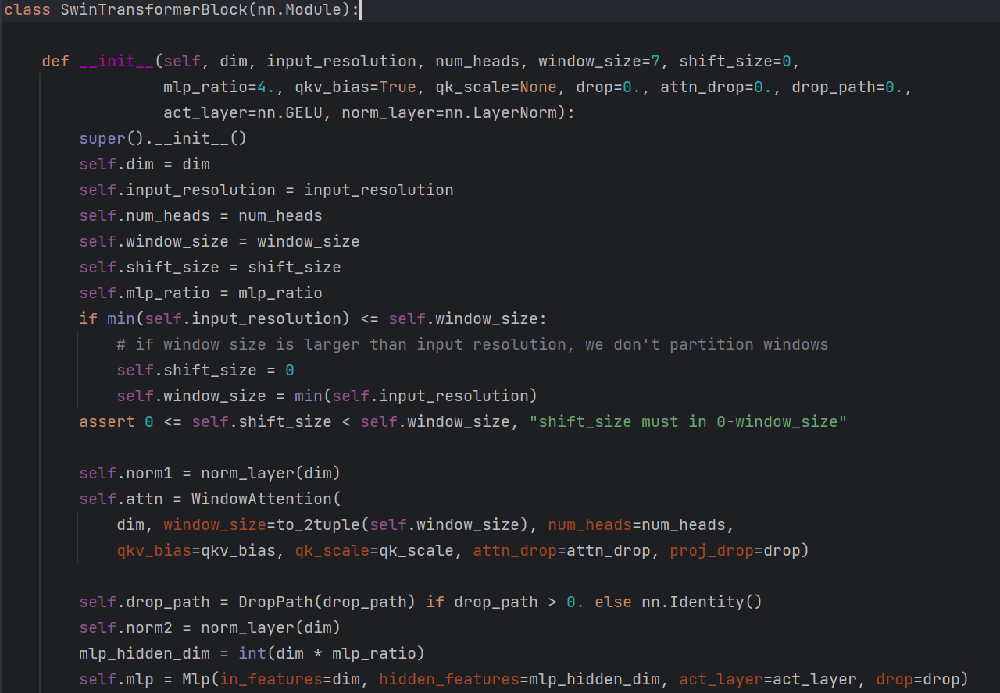 class SwinTransformerBlock(nn.Module):
def __init__(self, dim, input_resolution, num_heads, window_size=7, shift_size=0,
mlp_ratio=4., qkv_bias=True, qk_scale=None, drop=0., attn_drop=0., drop_path=0.,
act_layer=nn.GELU, norm_layer=nn.LayerNorm):
super().__init__()
self.dim = dim
self.input_resolution = input_resolution
self.num_heads = num_heads
self.window_size = window_size
self.shift_size = shift_size
self.mlp_ratio = mlp_ratio
if min(self.input_resolution) <= self.window_size:
# if window size is larger than input resolution, we don't partition windows
self.shift_size = 0
self.window_size = min(self.input_resolution)
assert 0 <= self.shift_size < self.window_size, "shift_size must in 0-window_size"
self.norm1 = norm_layer(dim)
self.attn = WindowAttention(
dim, window_size=to_2tuple(self.window_size), num_heads=num_heads,
qkv_bias=qkv_bias, qk_scale=qk_scale, attn_drop=attn_drop, proj_drop=drop)
self.drop_path = DropPath(drop_path) if drop_path > 0. else nn.Identity()
self.norm2 = norm_layer(dim)
mlp_hidden_dim = int(dim * mlp_ratio)
self.mlp = Mlp(in_features=dim, hidden_features=mlp_hidden_dim, act_layer=act_layer, drop=drop)